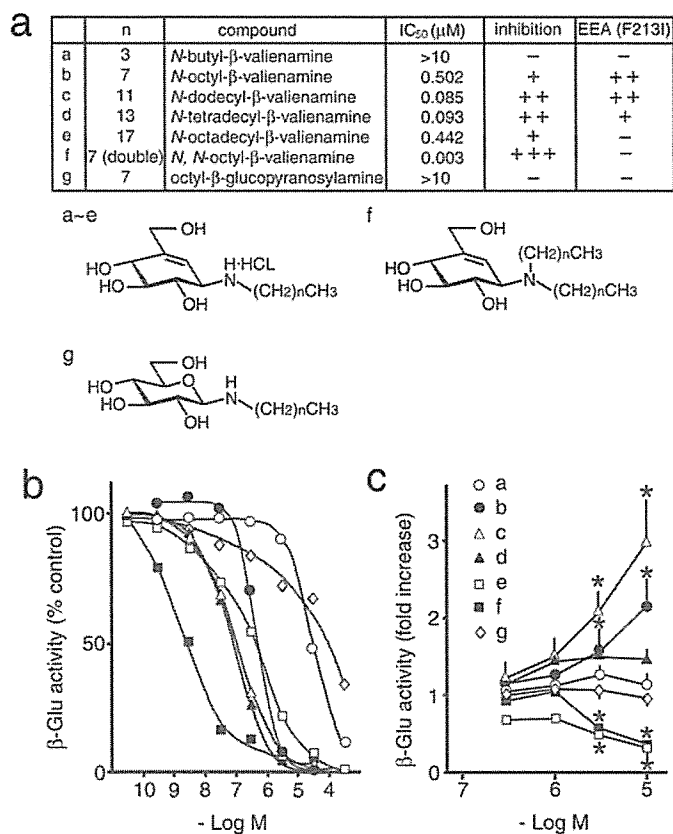 a
n compound IC50 (μM) inhibition EEA (F213I)
a 3 N-butyl-β-valienamine >10 − −
b 7 N-octyl-β-valienamine 0.502 + ++
c 11 N-dodecyl-β-valienamine 0.085 ++ ++
d 13 N-tetradecyl-β-valienamine 0.093 ++ +
e 17 N-octadecyl-β-valienamine 0.442 + −
f 7 (double) N, N-octyl-β-valienamine 0.003 +++ −
g 7 octyl-β-glucopyranosylamine >10 − −
a~e
OH
HO
HO
OH
H·HCL
N
(CH2)nCH3
f
OH
HO
HO
OH
(CH2)nCH3
N
(CH2)nCH3
g
OH
HO
HO
O
OH
H
N
(CH2)nCH3
b
β-Glu activity (% control)
100
50
0
10 9 8 7 6 5 4
- Log M
c
a
b
c
d
e
f
g
β-Glu activity (fold increase)
3
2
1
0
* * * * * * * *
7 6 5
- Log M